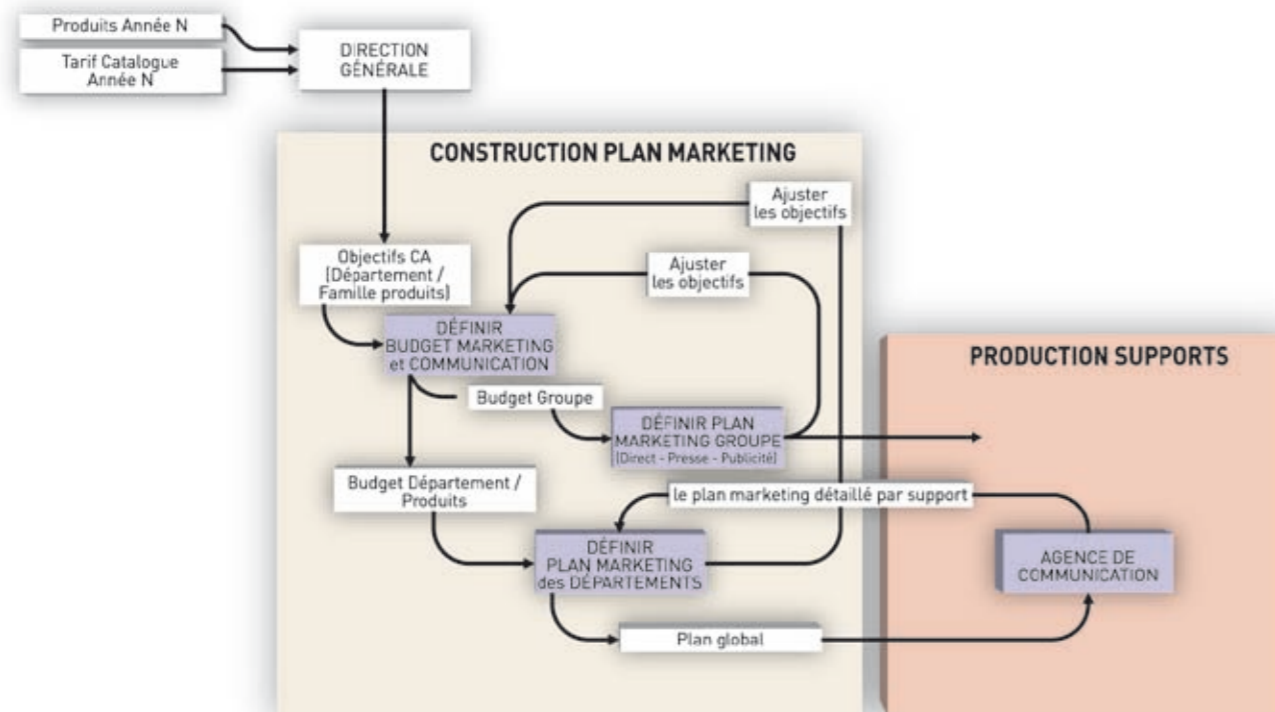 Produits Année N
Tarif Catalogue
Année N
DIRECTION
GÉNÉRALE
CONSTRUCTION PLAN MARKETING
Ajuster
les objectifs
Ajuster
les objectifs
Objectifs CA
(Département /
Famille produits)
DÉFINIR
BUDGET MARKETING
et COMMUNICATION
Budget Groupe
DÉFINIR PLAN
MARKETING GROUPE
(Direct - Presse - Publicité)
Budget Département /
Produits
le plan marketing détaillé par support
DÉFINIR
PLAN MARKETING
des DÉPARTEMENTS
Plan global
PRODUCTION SUPPORTS
AGENCE DE
COMMUNICATION